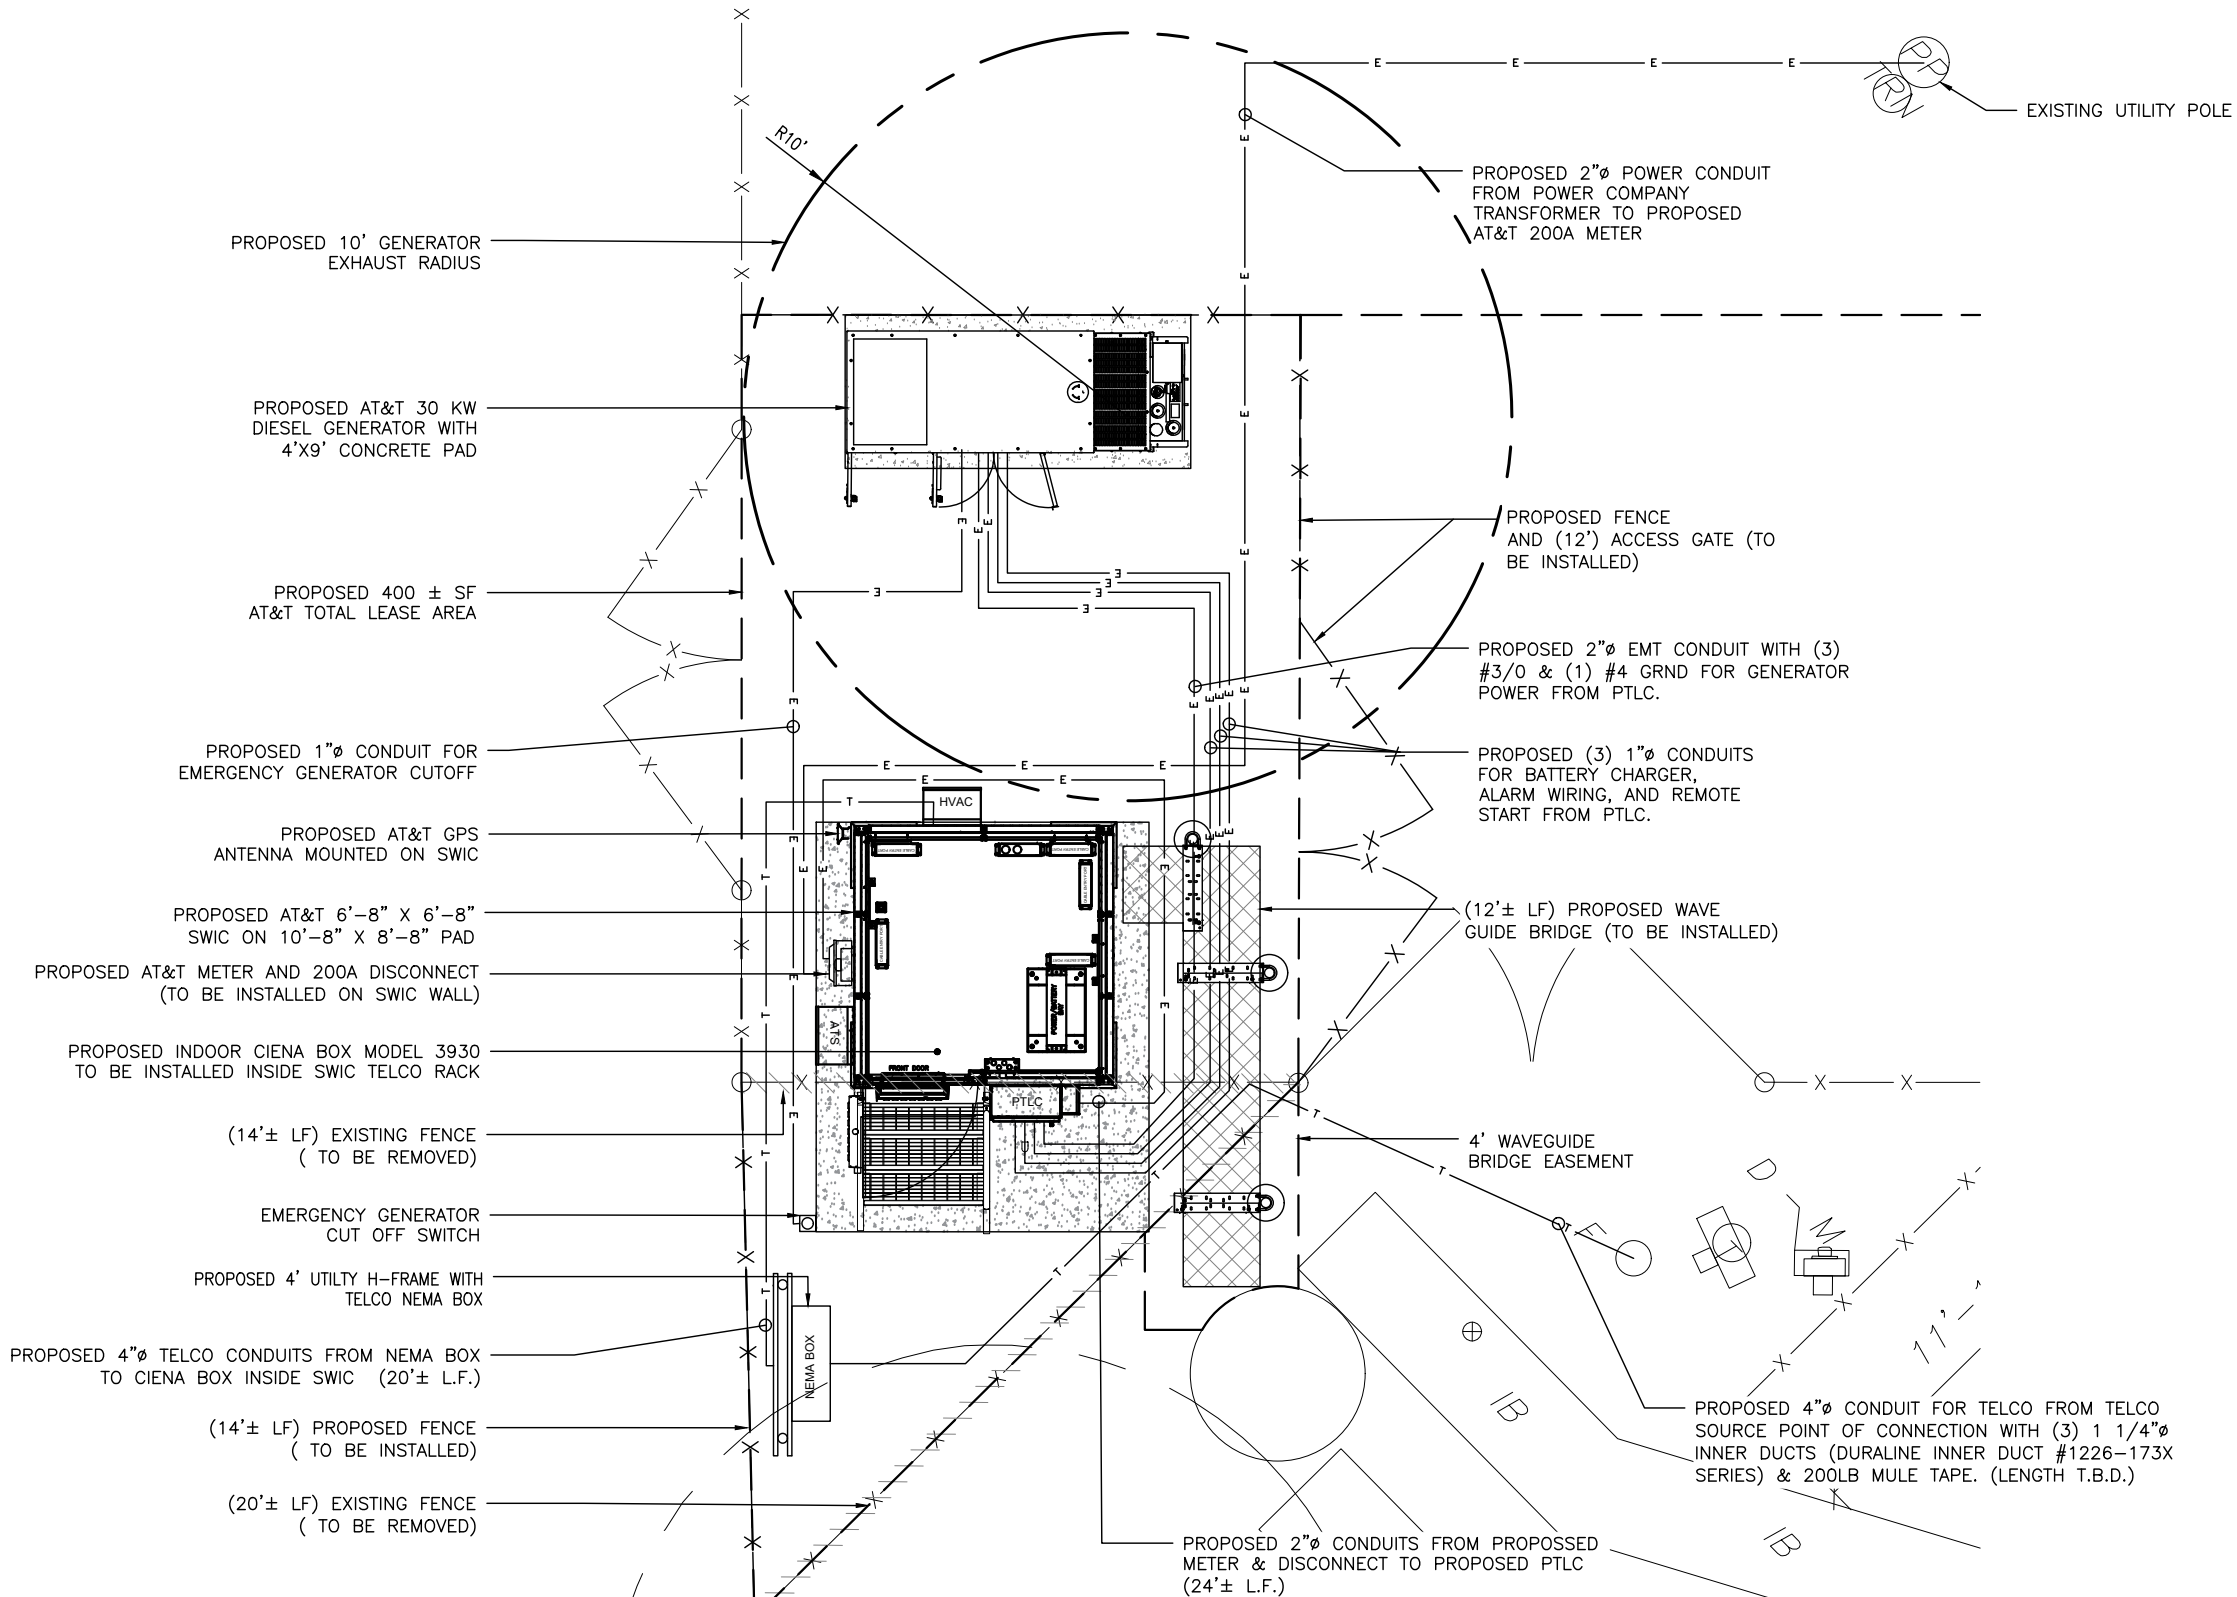 EXISTING UTILITY POLE
PP
TRN
R10'
PROPOSED 2"ø POWER CONDUIT
FROM POWER COMPANY
TRANSFORMER TO PROPOSED
AT&T 200A METER
PROPOSED 10' GENERATOR
EXHAUST RADIUS
PROPOSED AT&T 30 KW
DIESEL GENERATOR WITH
4'X9' CONCRETE PAD
PROPOSED FENCE
AND (12') ACCESS GATE (TO
BE INSTALLED)
PROPOSED 400 ± SF
AT&T TOTAL LEASE AREA
PROPOSED 2"ø EMT CONDUIT WITH (3)
#3/0 & (1) #4 GRND FOR GENERATOR
POWER FROM PTLC.
PROPOSED 1"ø CONDUIT FOR
EMERGENCY GENERATOR CUTOFF
PROPOSED (3) 1"ø CONDUITS
FOR BATTERY CHARGER,
ALARM WIRING, AND REMOTE
START FROM PTLC.
HVAC
PROPOSED AT&T GPS
ANTENNA MOUNTED ON SWIC
PROPOSED AT&T 6'-8" X 6'-8"
SWIC ON 10'-8" X 8'-8" PAD
(12'± LF) PROPOSED WAVE
GUIDE BRIDGE (TO BE INSTALLED)
PROPOSED AT&T METER AND 200A DISCONNECT
(TO BE INSTALLED ON SWIC WALL)
POWER/BATTERY
BAY
ATS
PROPOSED INDOOR CIENA BOX MODEL 3930
TO BE INSTALLED INSIDE SWIC TELCO RACK
FRONT DOOR
PTLC
(14'± LF) EXISTING FENCE
( TO BE REMOVED)
4' WAVEGUIDE
BRIDGE EASEMENT
EMERGENCY GENERATOR
CUT OFF SWITCH
PROPOSED 4' UTILTY H-FRAME WITH
TELCO NEMA BOX
NEMA BOX
PROPOSED 4"ø TELCO CONDUITS FROM NEMA BOX
TO CIENA BOX INSIDE SWIC (20'± L.F.)
(14'± LF) PROPOSED FENCE
( TO BE INSTALLED)
(20'± LF) EXISTING FENCE
( TO BE REMOVED)
D
M
F
T
11'-
IB
IB
PROPOSED 4"ø CONDUIT FOR TELCO FROM TELCO
SOURCE POINT OF CONNECTION WITH (3) 1 1/4"ø
INNER DUCTS (DURALINE INNER DUCT #1226-173X
SERIES) & 200LB MULE TAPE. (LENGTH T.B.D.)
PROPOSED 2"ø CONDUITS FROM PROPOSSED
METER & DISCONNECT TO PROPOSED PTLC
(24'± L.F.)